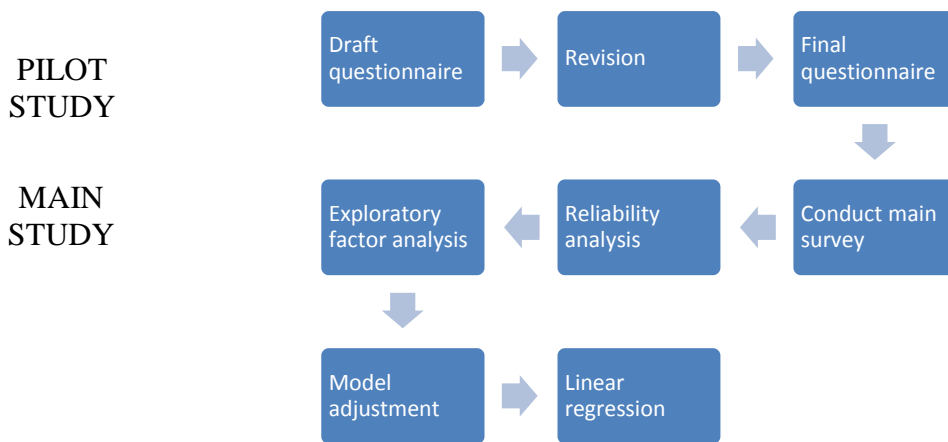 PILOT
STUDY
Draft
questionnaire
Revision
Final
questionnaire
MAIN
STUDY
Exploratory
factor analysis
Reliability
analysis
Conduct main
survey
Model
adjustment
Linear
regression